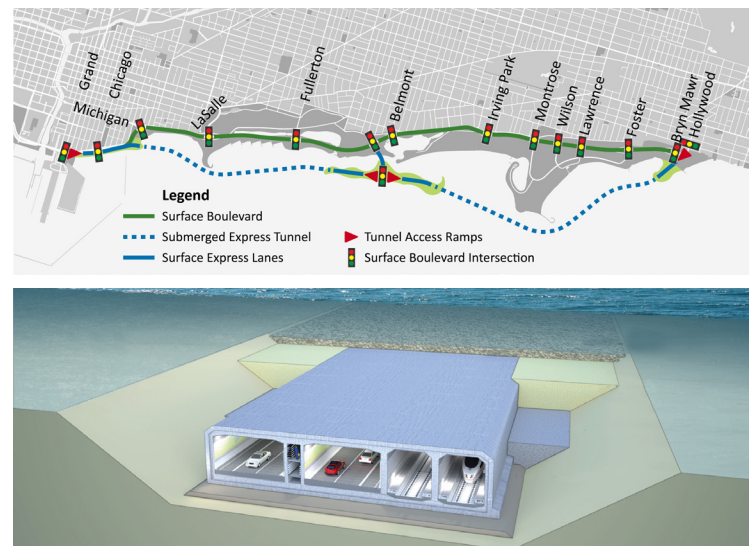 Grand
Chicago
Michigan
LaSalle
Fullerton
Belmont
Irving Park
Montrose
Wilson
Lawrence
Foster
Bryn Mawr
Hollywood
Legend
Surface Boulevard
Submerged Express Tunnel
Surface Express Lanes
Tunnel Access Ramps
Surface Boulevard Intersection